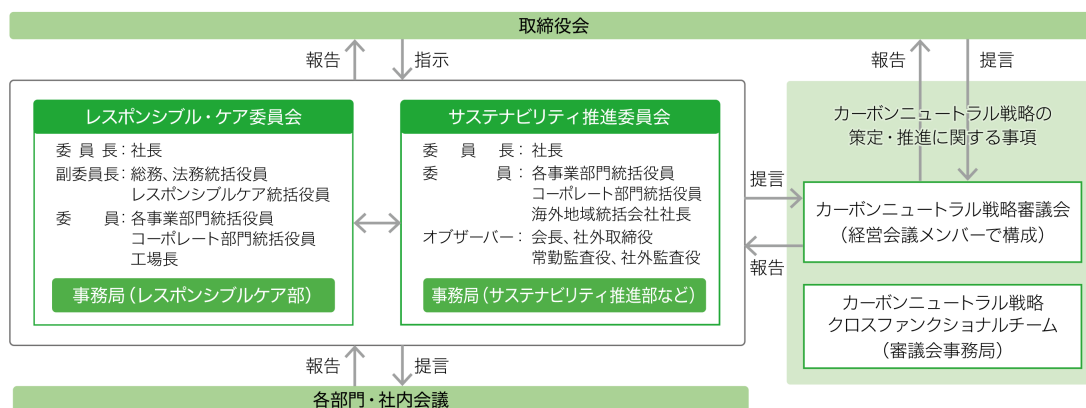 取締役会
報告
指示
報告
提言
レスポンシブル・ケア委員会
委員長：社長
副委員長：総務、法務統括役員
レスポンシブルケア統括役員
委員：各事業部門統括役員
コーポレート部門統括役員
工場長
事務局（レスポンシブルケア部）
サステナビリティ推進委員会
委員長：社長
委員：各事業部門統括役員
コーポレート部門統括役員
海外地域統括会社社長
オブザーバー：会長、社外取締役
常勤監査役、社外監査役
事務局（サステナビリティ推進部など）
提言
報告
カーボンニュートラル戦略の
策定・推進に関する事項
カーボンニュートラル戦略審議会
（経営会議メンバーで構成）
カーボンニュートラル戦略
クロスファンクショナルチーム
（審議会事務局）
報告
提言
各部門・社内会議